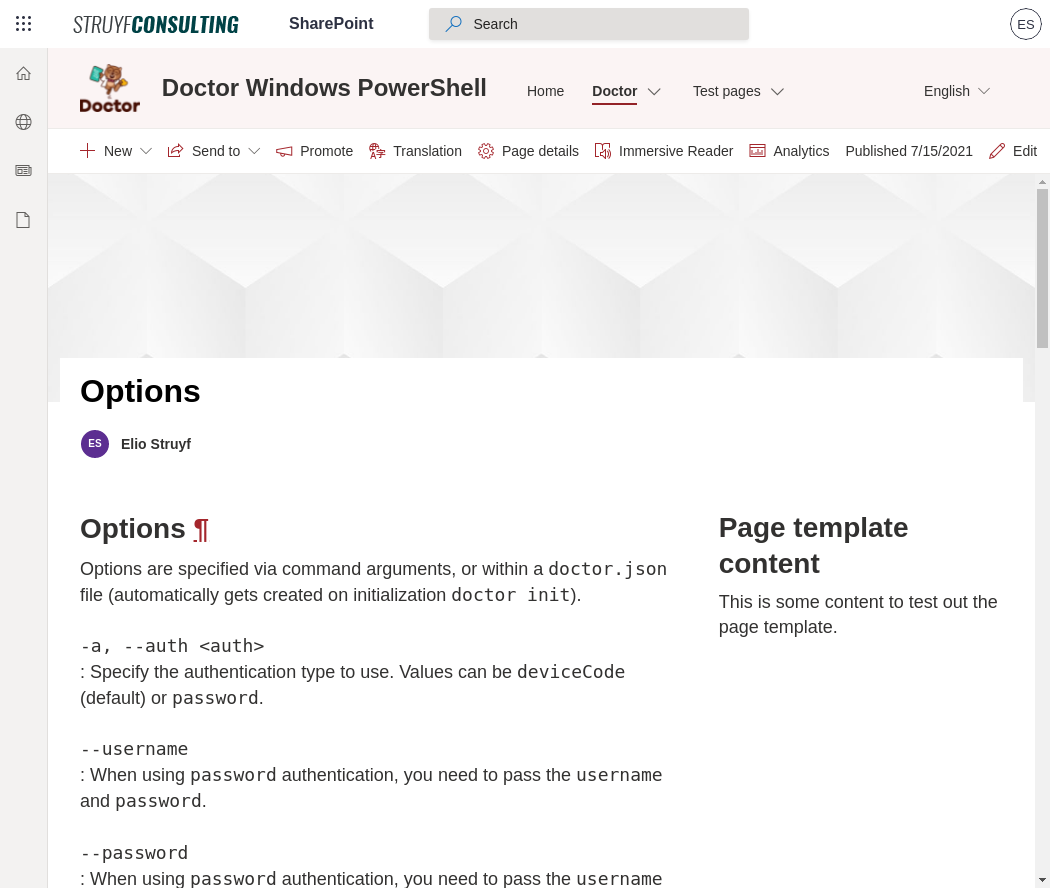 STRUYFCONSULTING SharePoint Search ES
Doctor Doctor Windows PowerShell Home Doctor Test pages English
New Send to Promote Translation Page details Immersive Reader Analytics Published 7/15/2021 Edit
Options
ES Elio Struyf
Options ¶
Options are specified via command arguments, or within a doctor.json
file (automatically gets created on initialization doctor init).
-a, --auth <auth>
: Specify the authentication type to use. Values can be deviceCode
(default) or password.
--username
: When using password authentication, you need to pass the username
and password.
--password
: When using password authentication, you need to pass the username
Page template
content
This is some content to test out the
page template.